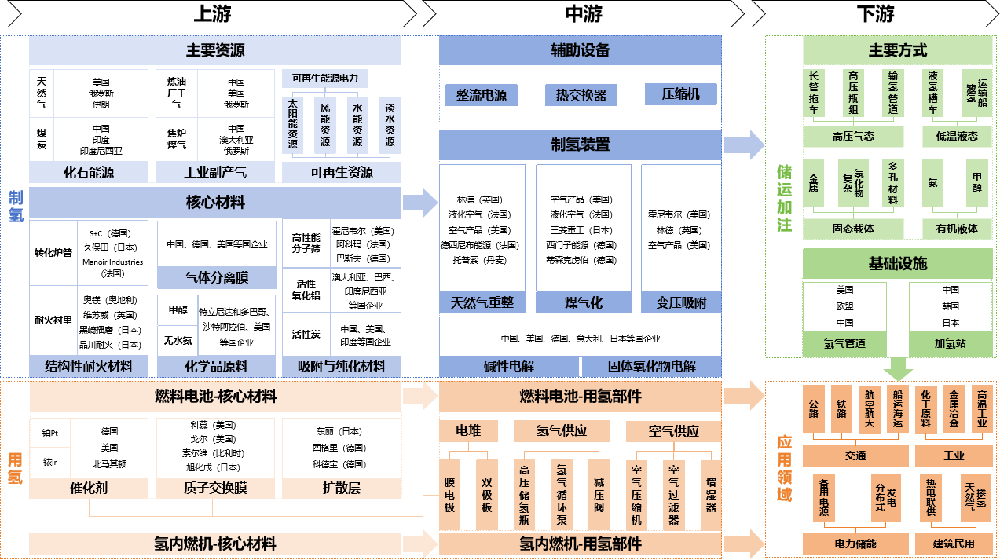 上游
中游
下游
制氢
主要资源
天然气
美国
俄罗斯
伊朗
煤炭
中国
印度
印度尼西亚
化石能源
炼油厂干气
中国
美国
俄罗斯
焦炉煤气
中国
澳大利亚
俄罗斯
工业副产气
可再生能源电力
太阳能资源
风能资源
水能资源
淡水资源
可再生资源
核心材料
转化炉管
S+C（德国）
久保田（日本）
Manoir Industries
（法国）
耐火衬里
奥镁（奥地利）
维苏威（英国）
黑崎播磨（日本）
品川耐火（日本）
结构性耐火材料
中国、德国、美国等国企业
气体分离膜
甲醇
无水氨
特立尼达和多巴哥、
沙特阿拉伯、美国
等国企业
化学品原料
高性能
分子筛
霍尼韦尔（美国）
阿科玛（法国）
巴斯夫（德国）
活性
氧化铝
澳大利亚、巴西、
印度尼西亚
等国企业
活性炭
中国、美国、
印度等国企业
吸附与纯化材料
辅助设备
整流电源
热交换器
压缩机
制氢装置
林德（英国）
液化空气（法国）
空气产品（美国）
德西尼布能源（法国）
托普索（丹麦）
天然气重整
空气产品（美国）
液化空气（法国）
三菱重工（日本）
西门子能源（德国）
蒂森克虏伯（德国）
煤气化
霍尼韦尔（美国）
林德（英国）
空气产品（美国）
变压吸附
中国、美国、德国、意大利、日本等国企业
碱性电解
固体氧化物电解
储运加注
主要方式
长管拖车
高压瓶组
输氢管道
高压气态
液氢槽车
液氢
运输船
低温液态
金属
复杂
氢化物
多孔材料
固态载体
氨
甲醇
有机液体
基础设施
美国
欧盟
中国
氢气管道
中国
韩国
日本
加氢站
用氢
燃料电池-核心材料
铂Pt
铱Ir
德国
美国
北马其顿
催化剂
科慕（美国）
戈尔（美国）
索尔维（比利时）
旭化成（日本）
质子交换膜
东丽（日本）
西格里（德国）
科德宝（德国）
扩散层
氢内燃机-核心材料
燃料电池-用氢部件
电堆
膜电极
双极板
氢气供应
高压储氢瓶
氢气循环泵
减压阀
空气供应
空气压缩机
空气过滤器
增湿器
氢内燃机-用氢部件
应用领域
公路
铁路
航空航天
船运海运
交通
化工原料
金属冶金
高温工业
工业
备用电源
分布式
发电
电力储能
热电联供
天然气
掺氢
建筑民用